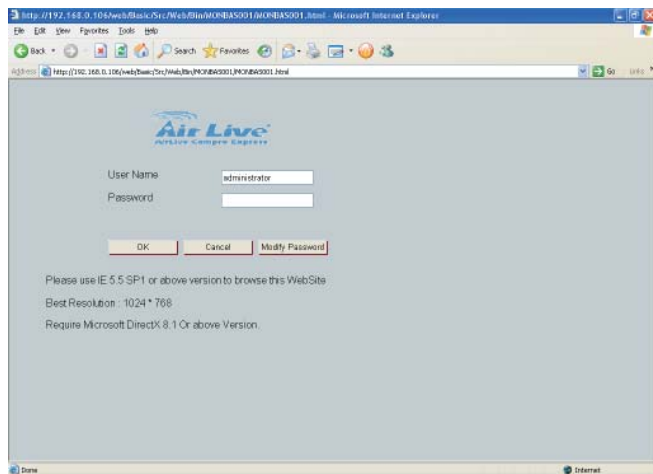 http://192.168.0.106/web/Basic/Src/Web/Bin/MONBAS001/MONBAS001.html - Microsoft Internet Explorer
File Edit View Favorites Tools Help
Back Search Favorites
Address http://192.168.0.106/web/Basic/Src/Web/Bin/MONBAS001/MONBAS001.html Go Links
Air Live
AirLive Compro Express
User Name administrator
Password
OK Cancel Modify Password
Please use IE 5.5 SP1 or above version to browse this WebSite
Best Resolution : 1024 * 768
Require Microsoft DirectX 8.1 Or above Version.
Done Internet